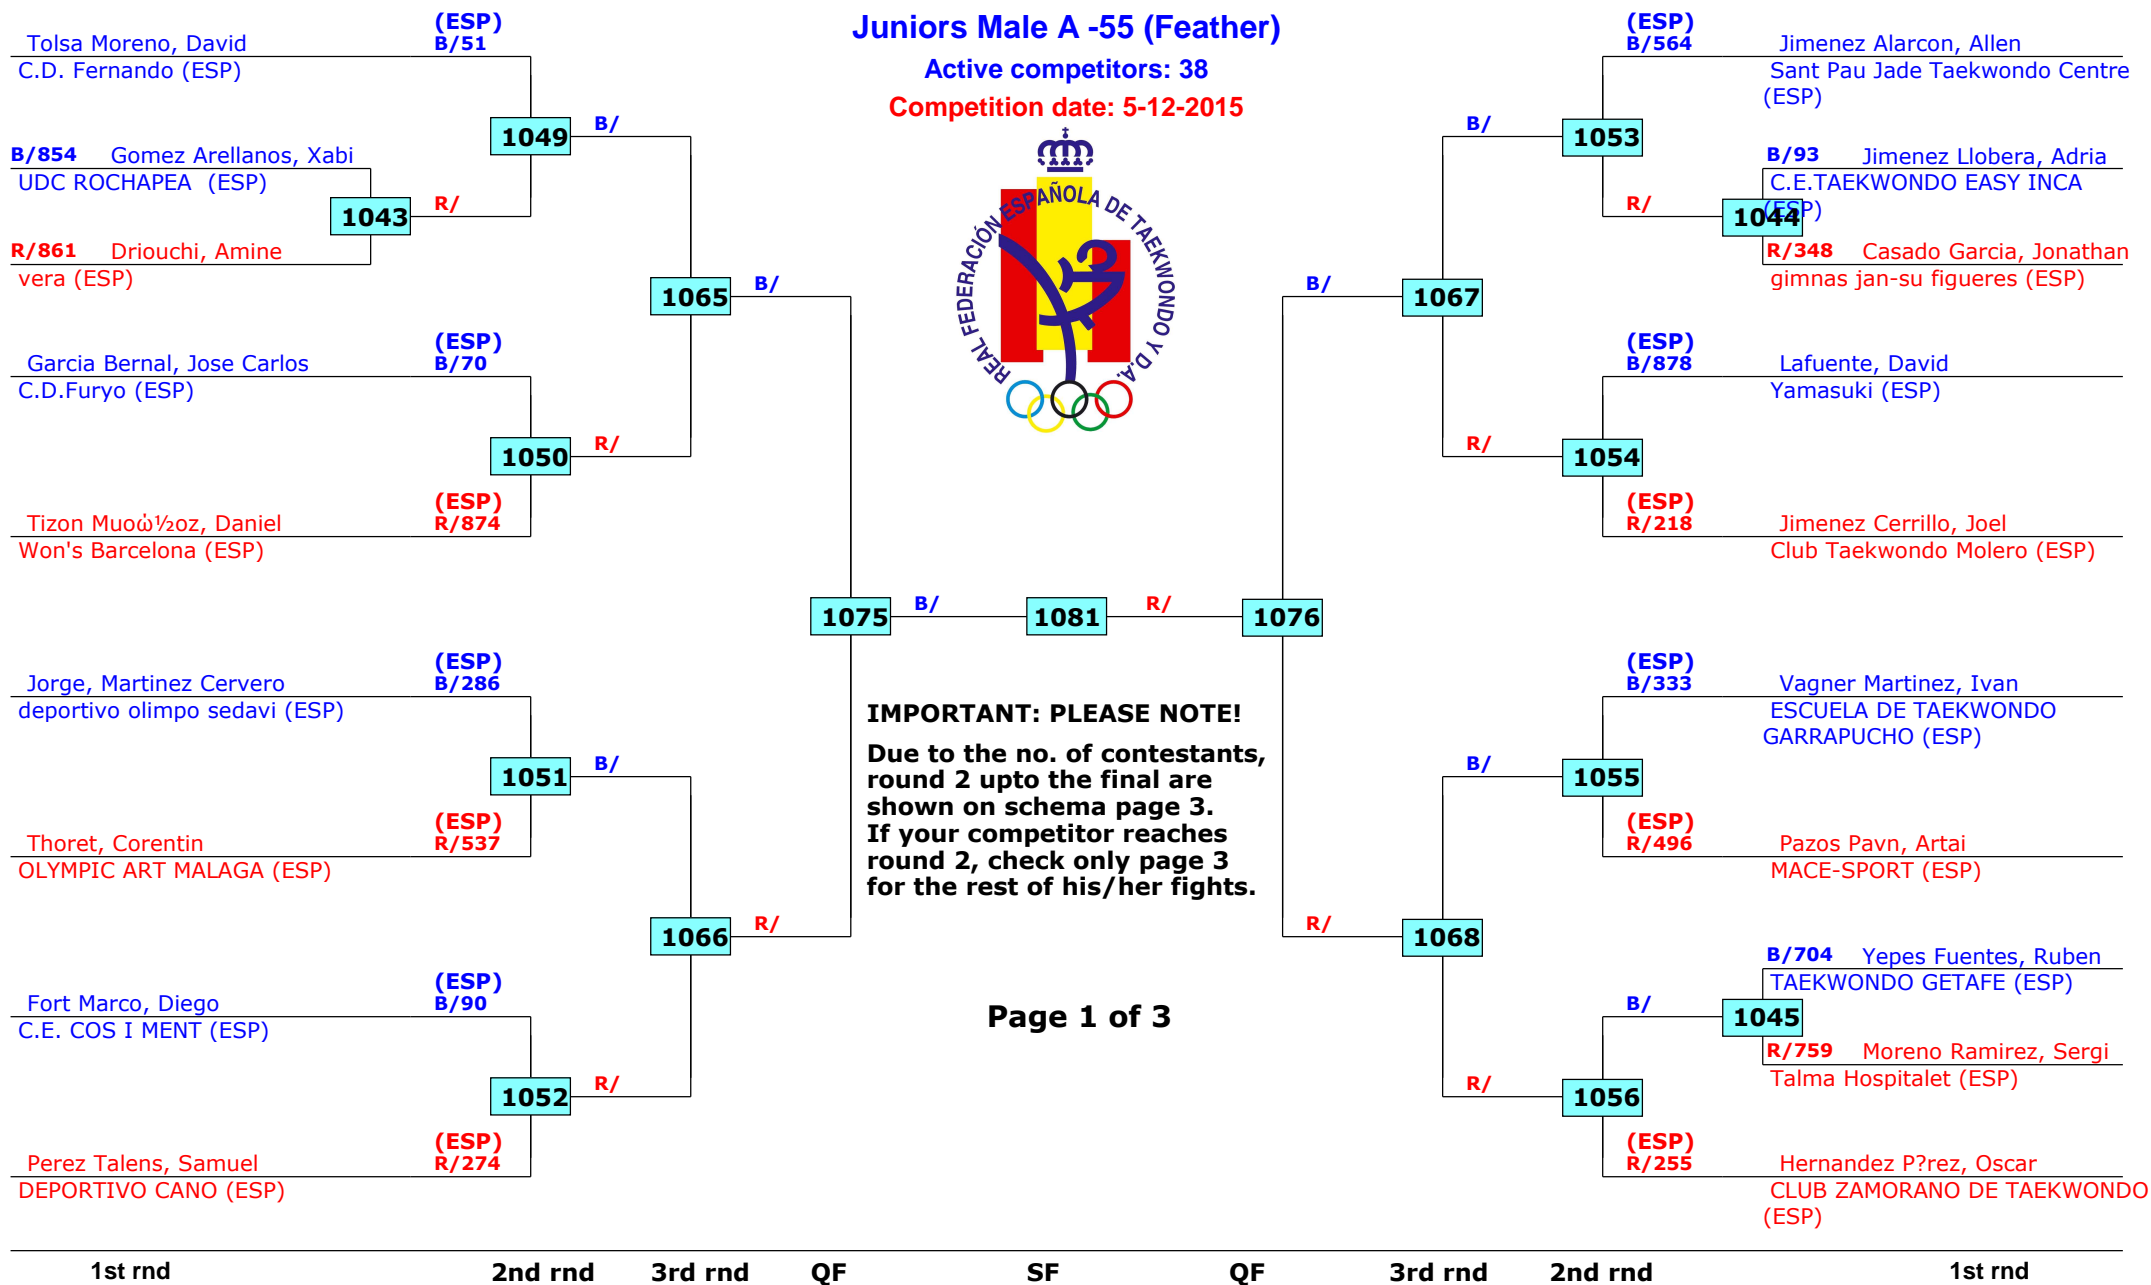 Juniors Male A -55 (Feather)
Active competitors: 38
Competition date: 5-12-2015
REAL FEDERACIÓN ESPAÑOLA DE TAEKWONDO Y D.A.
(ESP)
Tolsa Moreno, David B/51
C.D. Fernando (ESP)
1049 B/
B/854 Gomez Arellanos, Xabi
UDC ROCHAPEA (ESP)
1043 R/
R/861 Driouchi, Amine
vera (ESP)
1065 B/
(ESP)
Garcia Bernal, Jose Carlos B/70
C.D.Furyo (ESP)
1050 R/
(ESP)
Tizon Muoώ½oz, Daniel R/874
Won's Barcelona (ESP)
1075 B/ 1081 R/ 1076
(ESP)
Jorge, Martinez Cervero B/286
deportivo olimpo sedavi (ESP)
1051 B/
(ESP)
Thoret, Corentin R/537
OLYMPIC ART MALAGA (ESP)
1066 R/
(ESP)
Fort Marco, Diego B/90
C.E. COS I MENT (ESP)
1052 R/
(ESP)
Perez Talens, Samuel R/274
DEPORTIVO CANO (ESP)
IMPORTANT: PLEASE NOTE!
Due to the no. of contestants,
round 2 upto the final are
shown on schema page 3.
If your competitor reaches
round 2, check only page 3
for the rest of his/her fights.
Page 1 of 3
(ESP)
B/564 Jimenez Alarcon, Allen
Sant Pau Jade Taekwondo Centre
(ESP)
B/ 1053
B/93 Jimenez Llobera, Adria
C.E.TAEKWONDO EASY INCA
(ESP)
R/ 1044
R/348 Casado Garcia, Jonathan
gimnas jan-su figueres (ESP)
B/ 1067
(ESP)
B/878 Lafuente, David
Yamasuki (ESP)
R/ 1054
(ESP)
R/218 Jimenez Cerrillo, Joel
Club Taekwondo Molero (ESP)
(ESP)
B/333 Vagner Martinez, Ivan
ESCUELA DE TAEKWONDO
GARRAPUCHO (ESP)
B/ 1055
(ESP)
R/496 Pazos Pavn, Artai
MACE-SPORT (ESP)
R/ 1068
B/704 Yepes Fuentes, Ruben
TAEKWONDO GETAFE (ESP)
B/ 1045
R/759 Moreno Ramirez, Sergi
Talma Hospitalet (ESP)
R/ 1056
(ESP)
R/255 Hernandez P?rez, Oscar
CLUB ZAMORANO DE TAEKWONDO
(ESP)
1st rnd 2nd rnd 3rd rnd QF SF QF 3rd rnd 2nd rnd 1st rnd